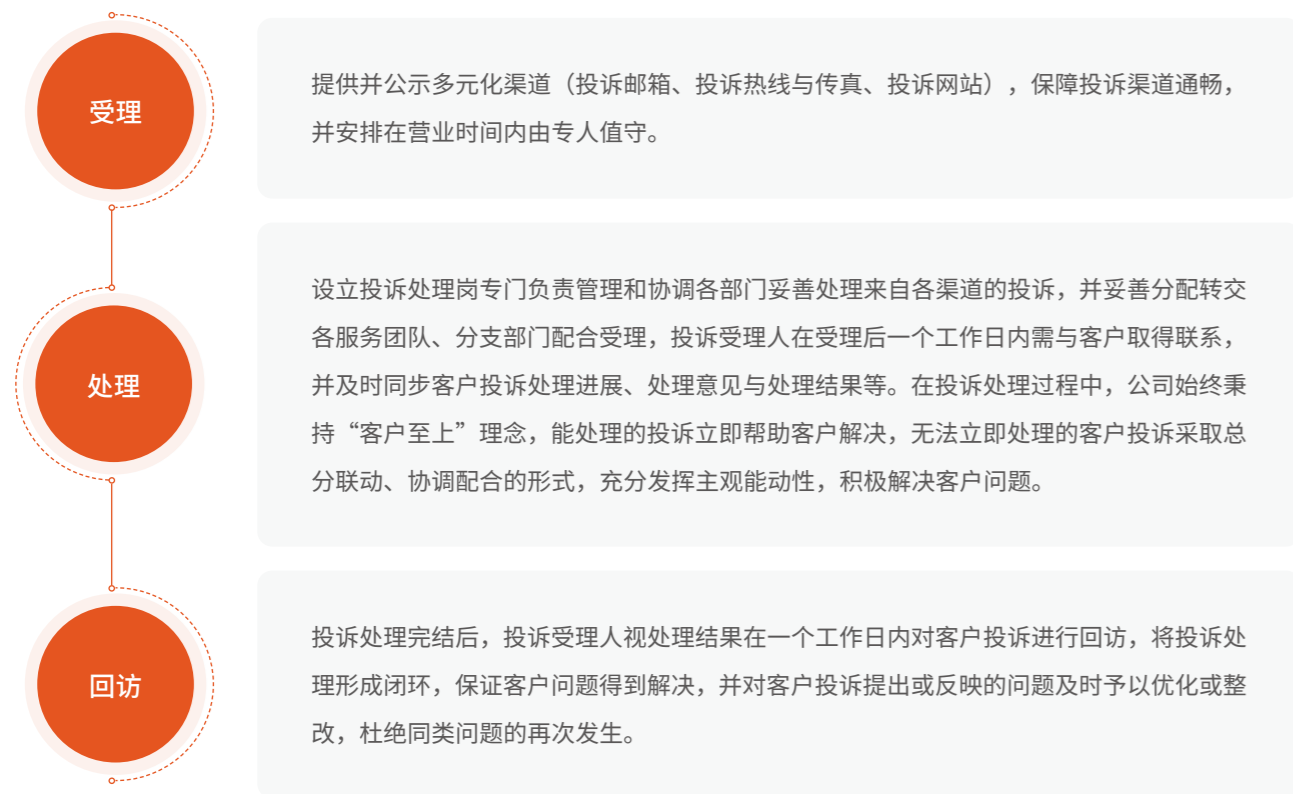 受理
提供并公示多元化渠道（投诉邮箱、投诉热线与传真、投诉网站），保障投诉渠道通畅，
并安排在营业时间内由专人值守。
处理
设立投诉处理岗专门负责管理和协调各部门妥善处理来自各渠道的投诉，并妥善分配转交
各服务团队、分支部门配合受理，投诉受理人在受理后一个工作日内需与客户取得联系，
并及时同步客户投诉处理进展、处理意见与处理结果等。在投诉处理过程中，公司始终秉
持“客户至上”理念，能处理的投诉立即帮助客户解决，无法立即处理的客户投诉采取总
分联动、协调配合的形式，充分发挥主观能动性，积极解决客户问题。
回访
投诉处理完结后，投诉受理人视处理结果在一个工作日内对客户投诉进行回访，将投诉处
理形成闭环，保证客户问题得到解决，并对客户投诉提出或反映的问题及时予以优化或整
改，杜绝同类问题的再次发生。